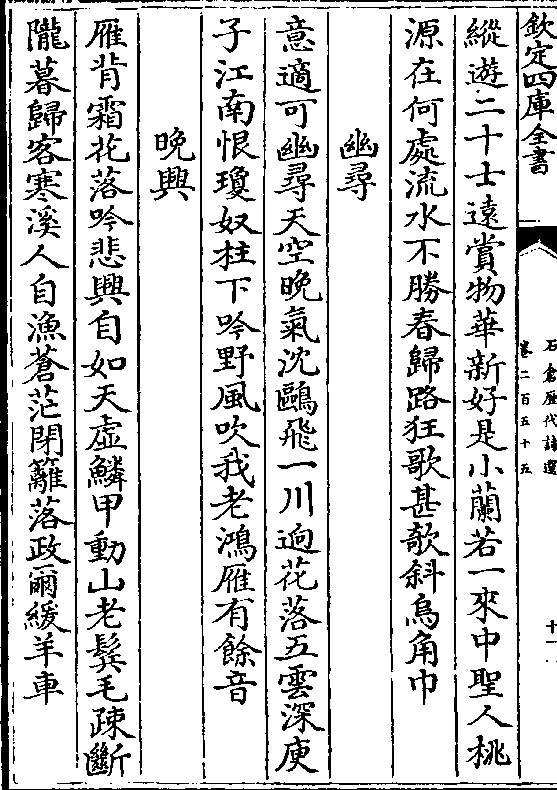 欽定四庫全書
石倉歷代詩選
卷二百五十五
十一
縱遊二十士遠賞物華新好是小蘭若一來中聖人桃
源在何處流水不勝春歸路狂歌甚欹斜烏角巾
幽尋
意適可幽尋天空晚氣沈鷗飛一川逈花落五雲深庾
子江南恨瓊奴柱下吟野風吹我老鴻雁有餘音
晚興
雁背霜花落吟悲興自如天虛鱗甲動山老鬓毛疎斷
隴暮歸客寒溪人自漁蒼茫閉籬落政爾緩羊車